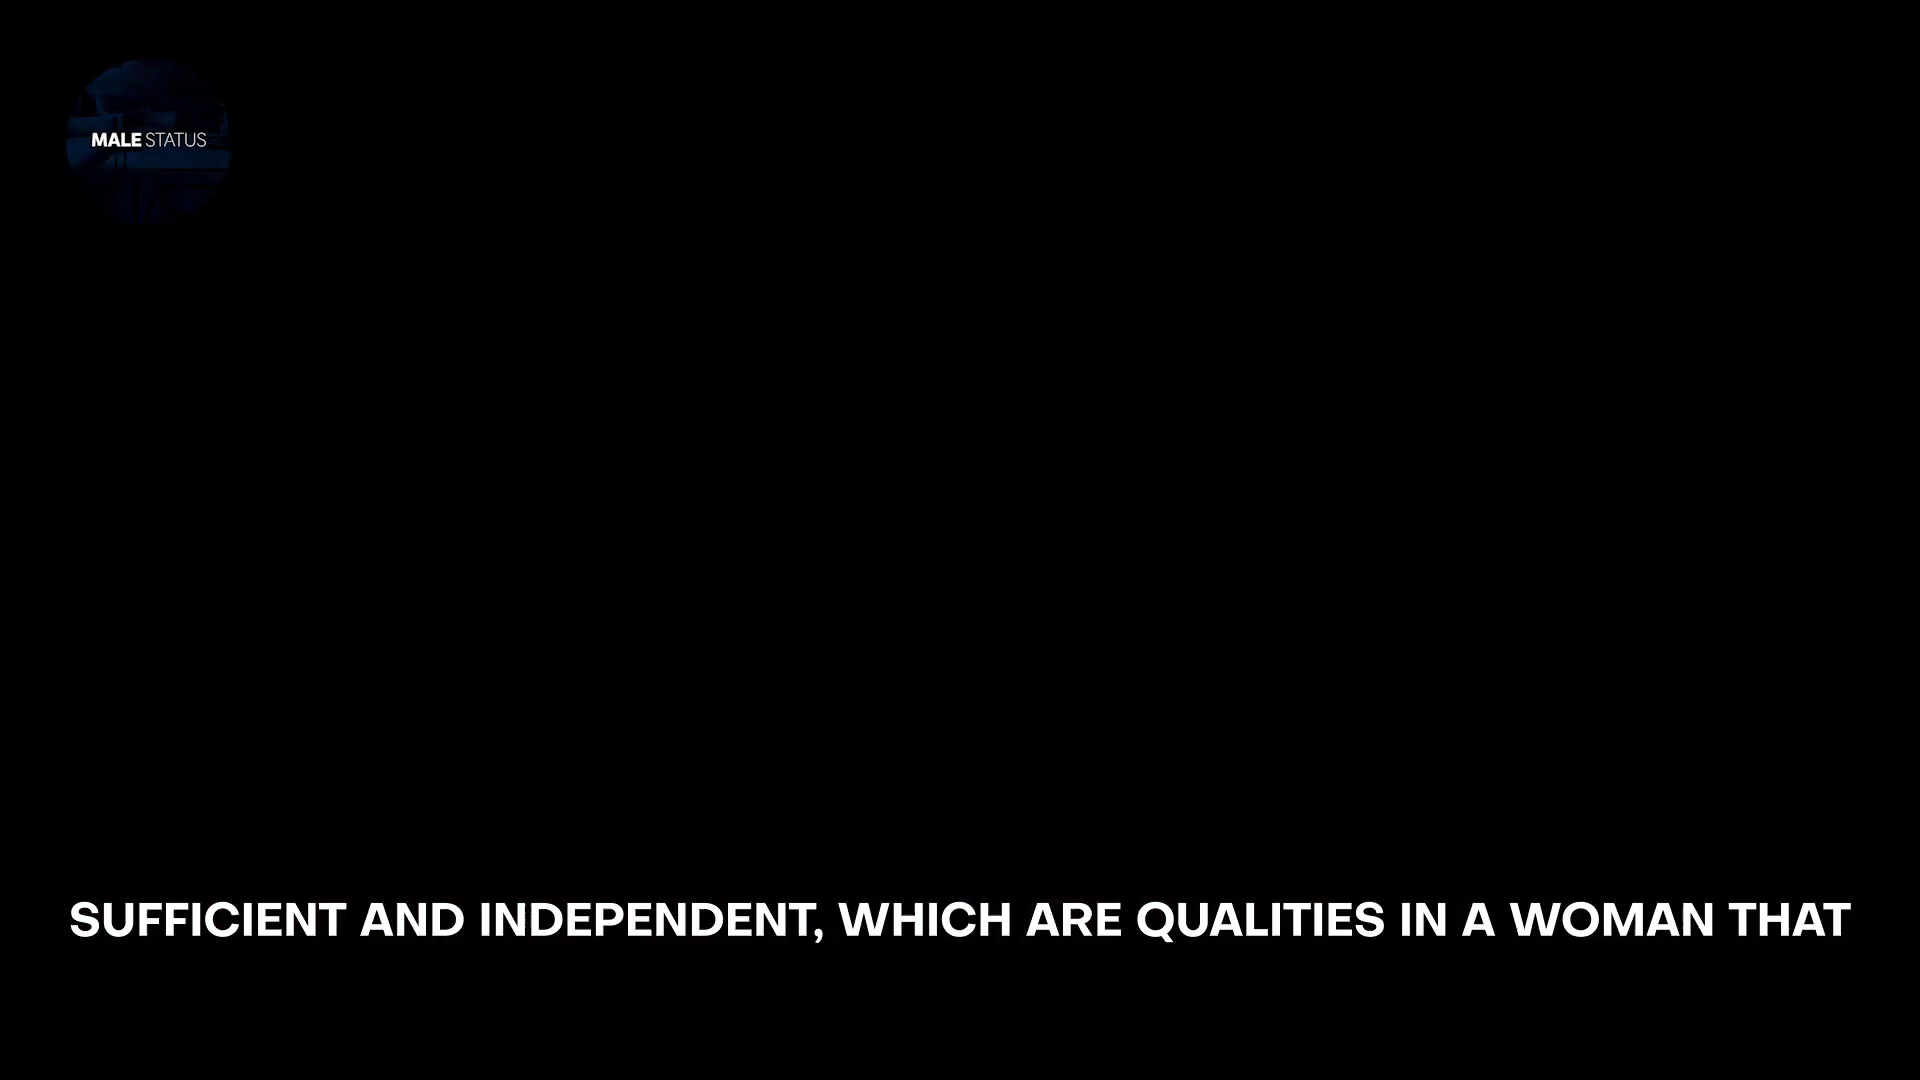 MALE STATUS
SUFFICIENT AND INDEPENDENT, WHICH ARE QUALITIES IN A WOMAN THAT